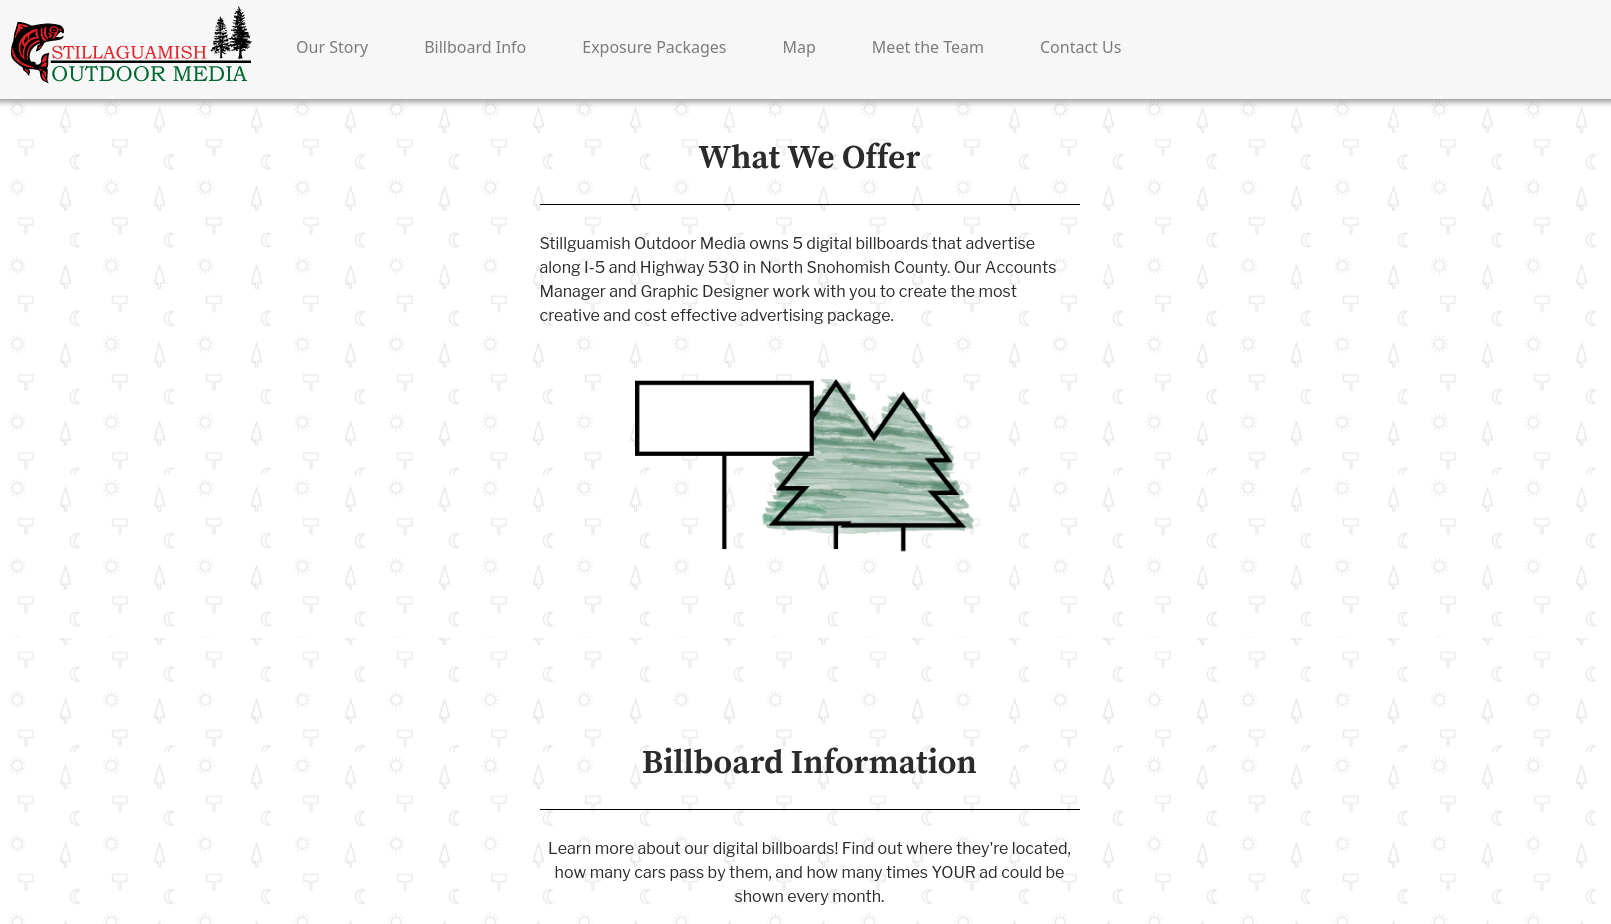 STILLAGUAMISH
OUTDOOR MEDIA
Our Story
Billboard Info
Exposure Packages
Map
Meet the Team
Contact Us
What We Offer
Stillguamish Outdoor Media owns 5 digital billboards that advertise
along I-5 and Highway 530 in North Snohomish County. Our Accounts
Manager and Graphic Designer work with you to create the most
creative and cost effective advertising package.
Billboard Information
Learn more about our digital billboards! Find out where they're located,
how many cars pass by them, and how many times YOUR ad could be
shown every month.